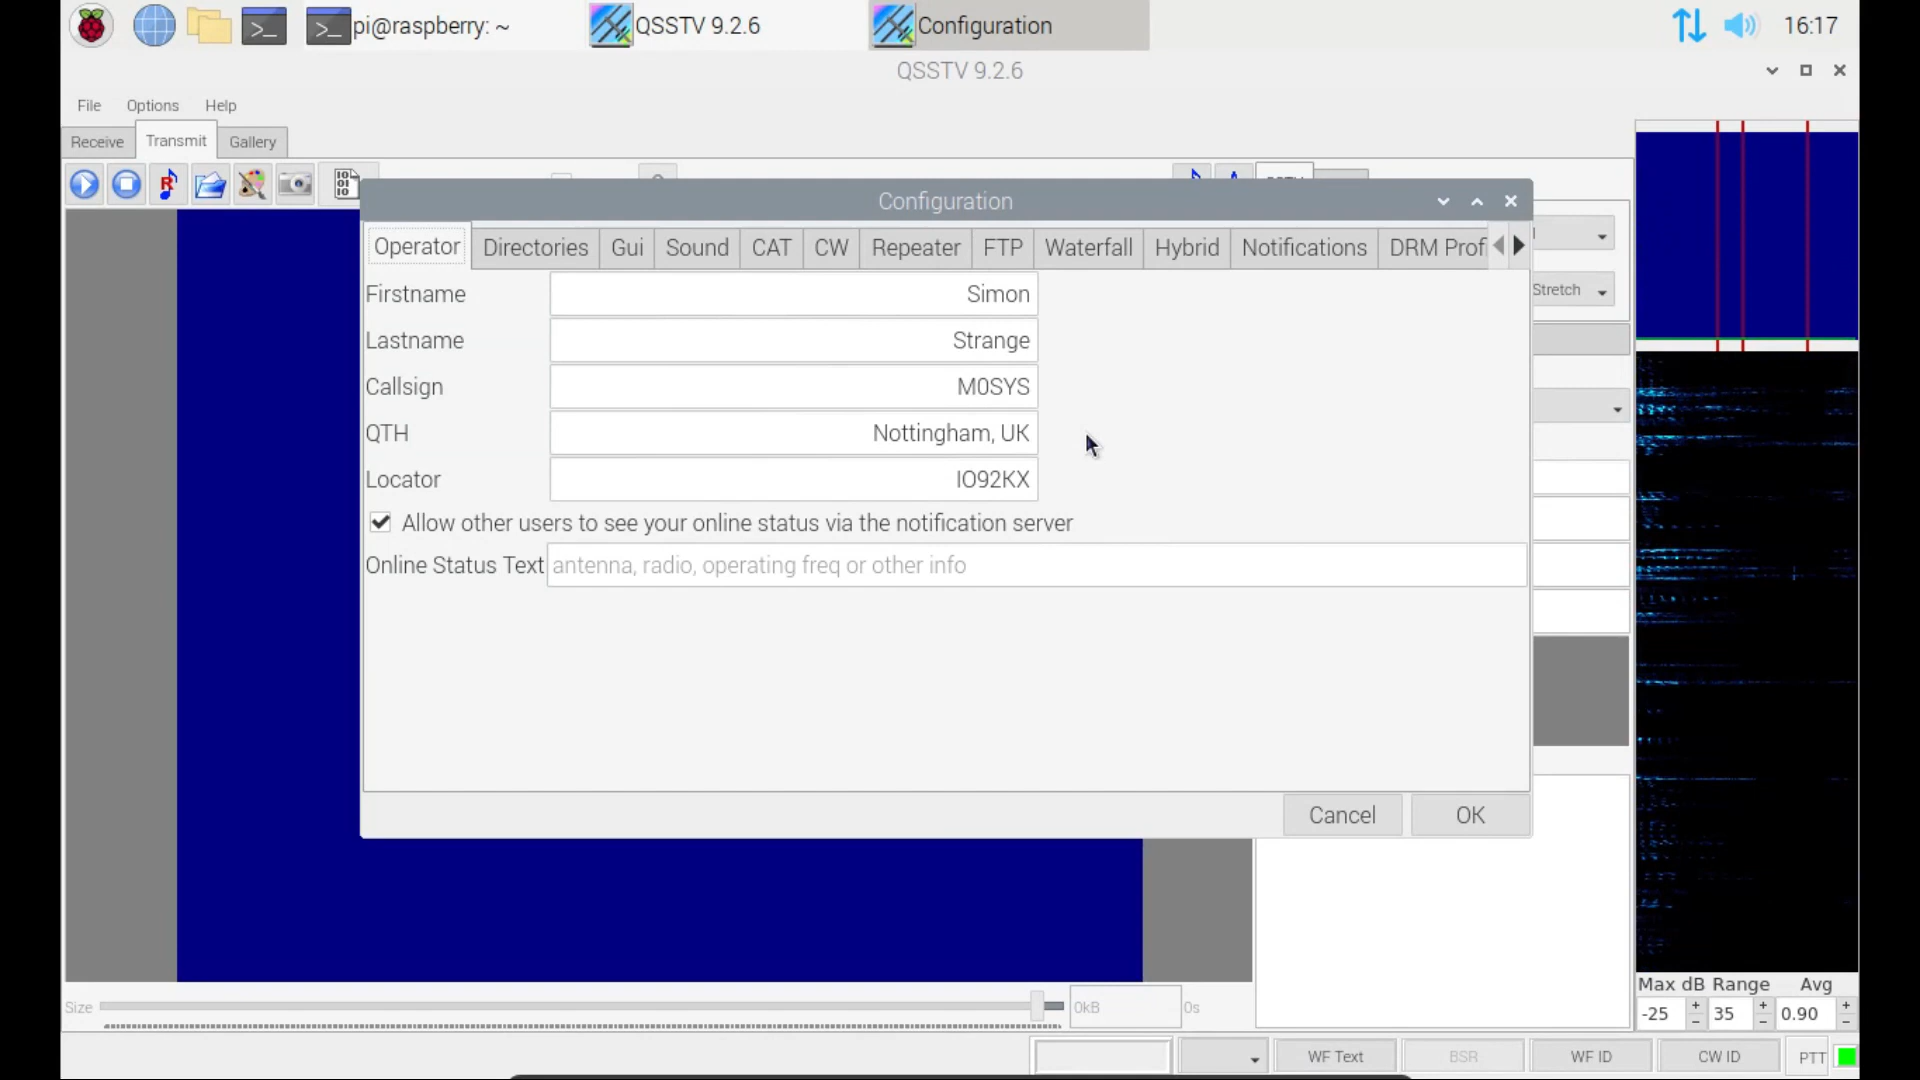 pi@raspberry: ~ QSSTV 9.2.6 Configuration 16:17
QSSTV 9.2.6
File Options Help
Receive Transmit Gallery
Configuration
Operator Directories Gui Sound CAT CW Repeater FTP Waterfall Hybrid Notifications DRM Prof
Firstname Simon
Lastname Strange
Callsign M0SYS
QTH Nottingham, UK
Locator IO92KX
Allow other users to see your online status via the notification server
Online Status Text antenna, radio, operating freq or other info
Stretch
Cancel OK
Max dB Range Avg
-25 35 0.90
Size 0kB 0s
WF Text BSR WF ID CW ID PTT